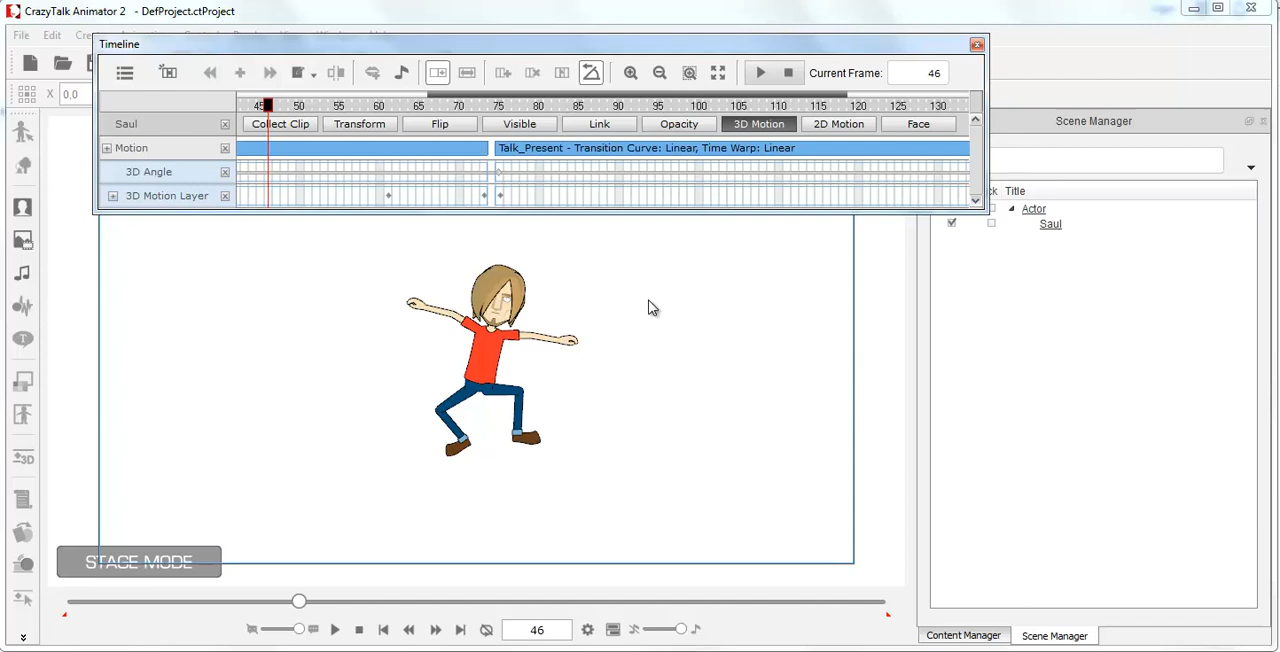 CrazyTalk Animator 2 - DefProject.ctProject
File Edit
Timeline
Current Frame: 46
X 0,0
45 50 55 60 65 70 75 80 85 90 95 100 105 110 115 120 125 130
Saul Collect Clip Transform Flip Visible Link Opacity 3D Motion 2D Motion Face
Scene Manager
Motion Talk_Present - Transition Curve: Linear, Time Warp: Linear
3D Angle
3D Motion Layer
Title
Actor
Saul
STAGE MODE
46
Content Manager Scene Manager